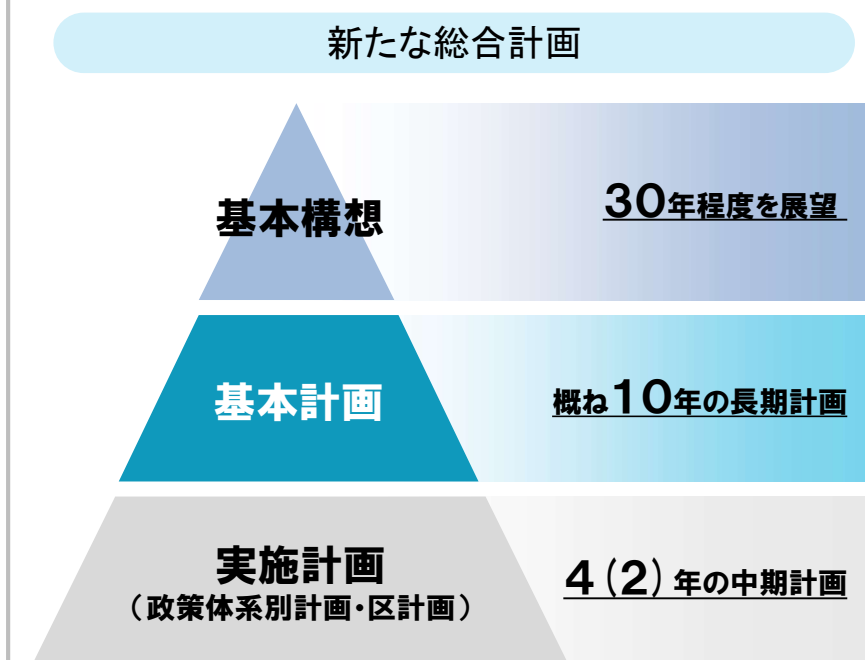 新たな総合計画
基本構想
30年程度を展望
基本計画
概ね10年の長期計画
実施計画
（政策体系別計画・区計画）
4(2)年の中期計画